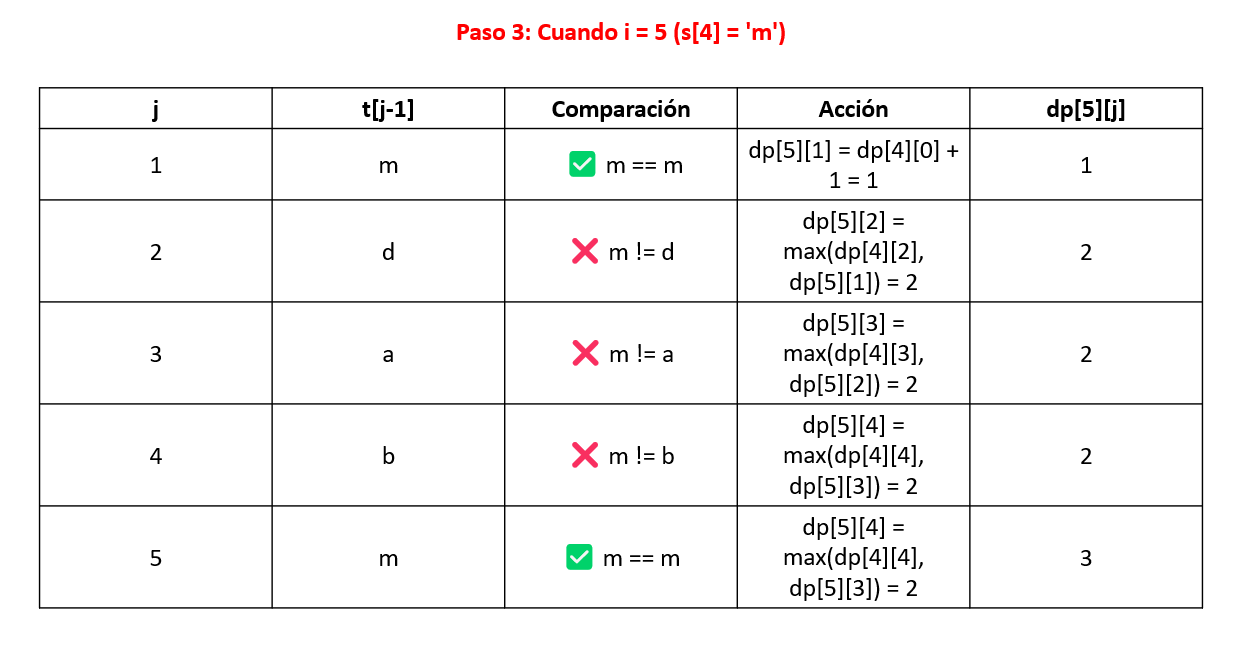 Paso 3: Cuando i = 5 (s[4] = 'm')
j t[j-1] Comparación Acción dp[5][j]
1 m ✅ m == m dp[5][1] = dp[4][0] +
1 = 1 1
2 d ❌ m != d dp[5][2] =
max(dp[4][2],
dp[5][1]) = 2 2
3 a ❌ m != a dp[5][3] =
max(dp[4][3],
dp[5][2]) = 2 2
4 b ❌ m != b dp[5][4] =
max(dp[4][4],
dp[5][3]) = 2 2
5 m ✅ m == m dp[5][4] =
max(dp[4][4],
dp[5][3]) = 2 3